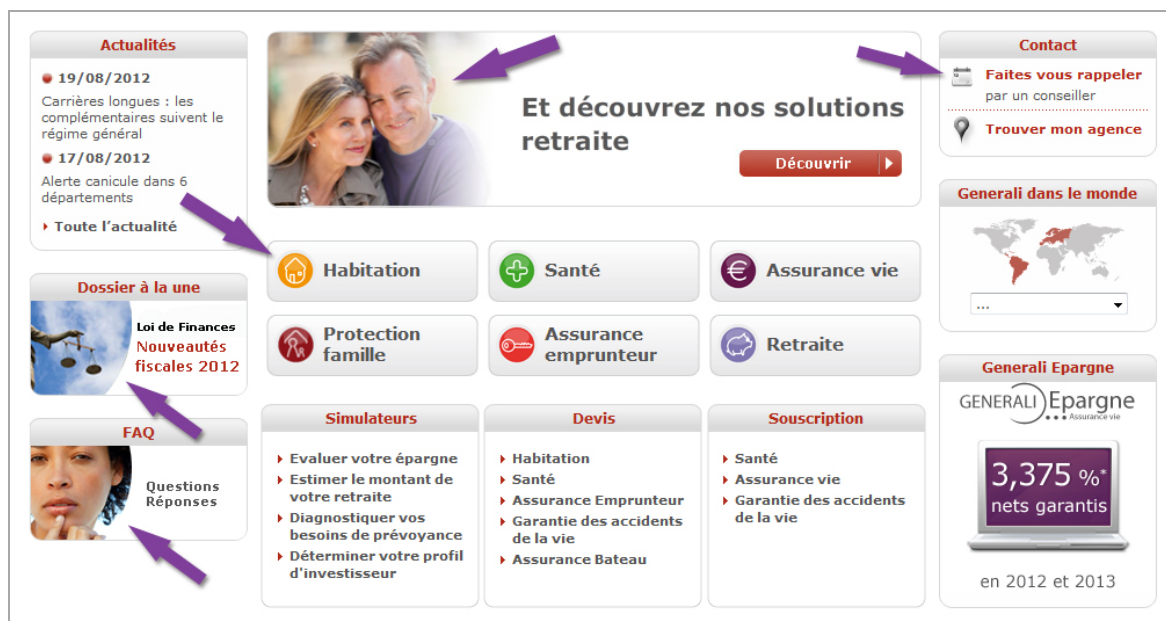 Actualités
19/08/2012
Carrières longues : les
complémentaires suivent le
régime général
17/08/2012
Alerte canicule dans 6
départements
Toute l'actualité
Dossier à la une
Loi de Finances
Nouveautés
fiscales 2012
FAQ
Questions
Réponses
Et découvrez nos solutions
retraite
Découvrir
Habitation
Santé
Assurance vie
Protection
famille
Assurance
emprunteur
Retraite
Simulateurs
Evaluer votre épargne
Estimer le montant de
votre retraite
Diagnostiquer vos
besoins de prévoyance
Déterminer votre profil
d'investisseur
Devis
Habitation
Santé
Assurance Emprunteur
Garantie des accidents
de la vie
Assurance Bateau
Souscription
Santé
Assurance vie
Garantie des accidents
de la vie
Contact
Faites vous rappeler
par un conseiller
Trouver mon agence
Generali dans le monde
...
Generali Epargne
GENERALI Epargne
Assurance vie
3,375 %*
nets garantis
en 2012 et 2013